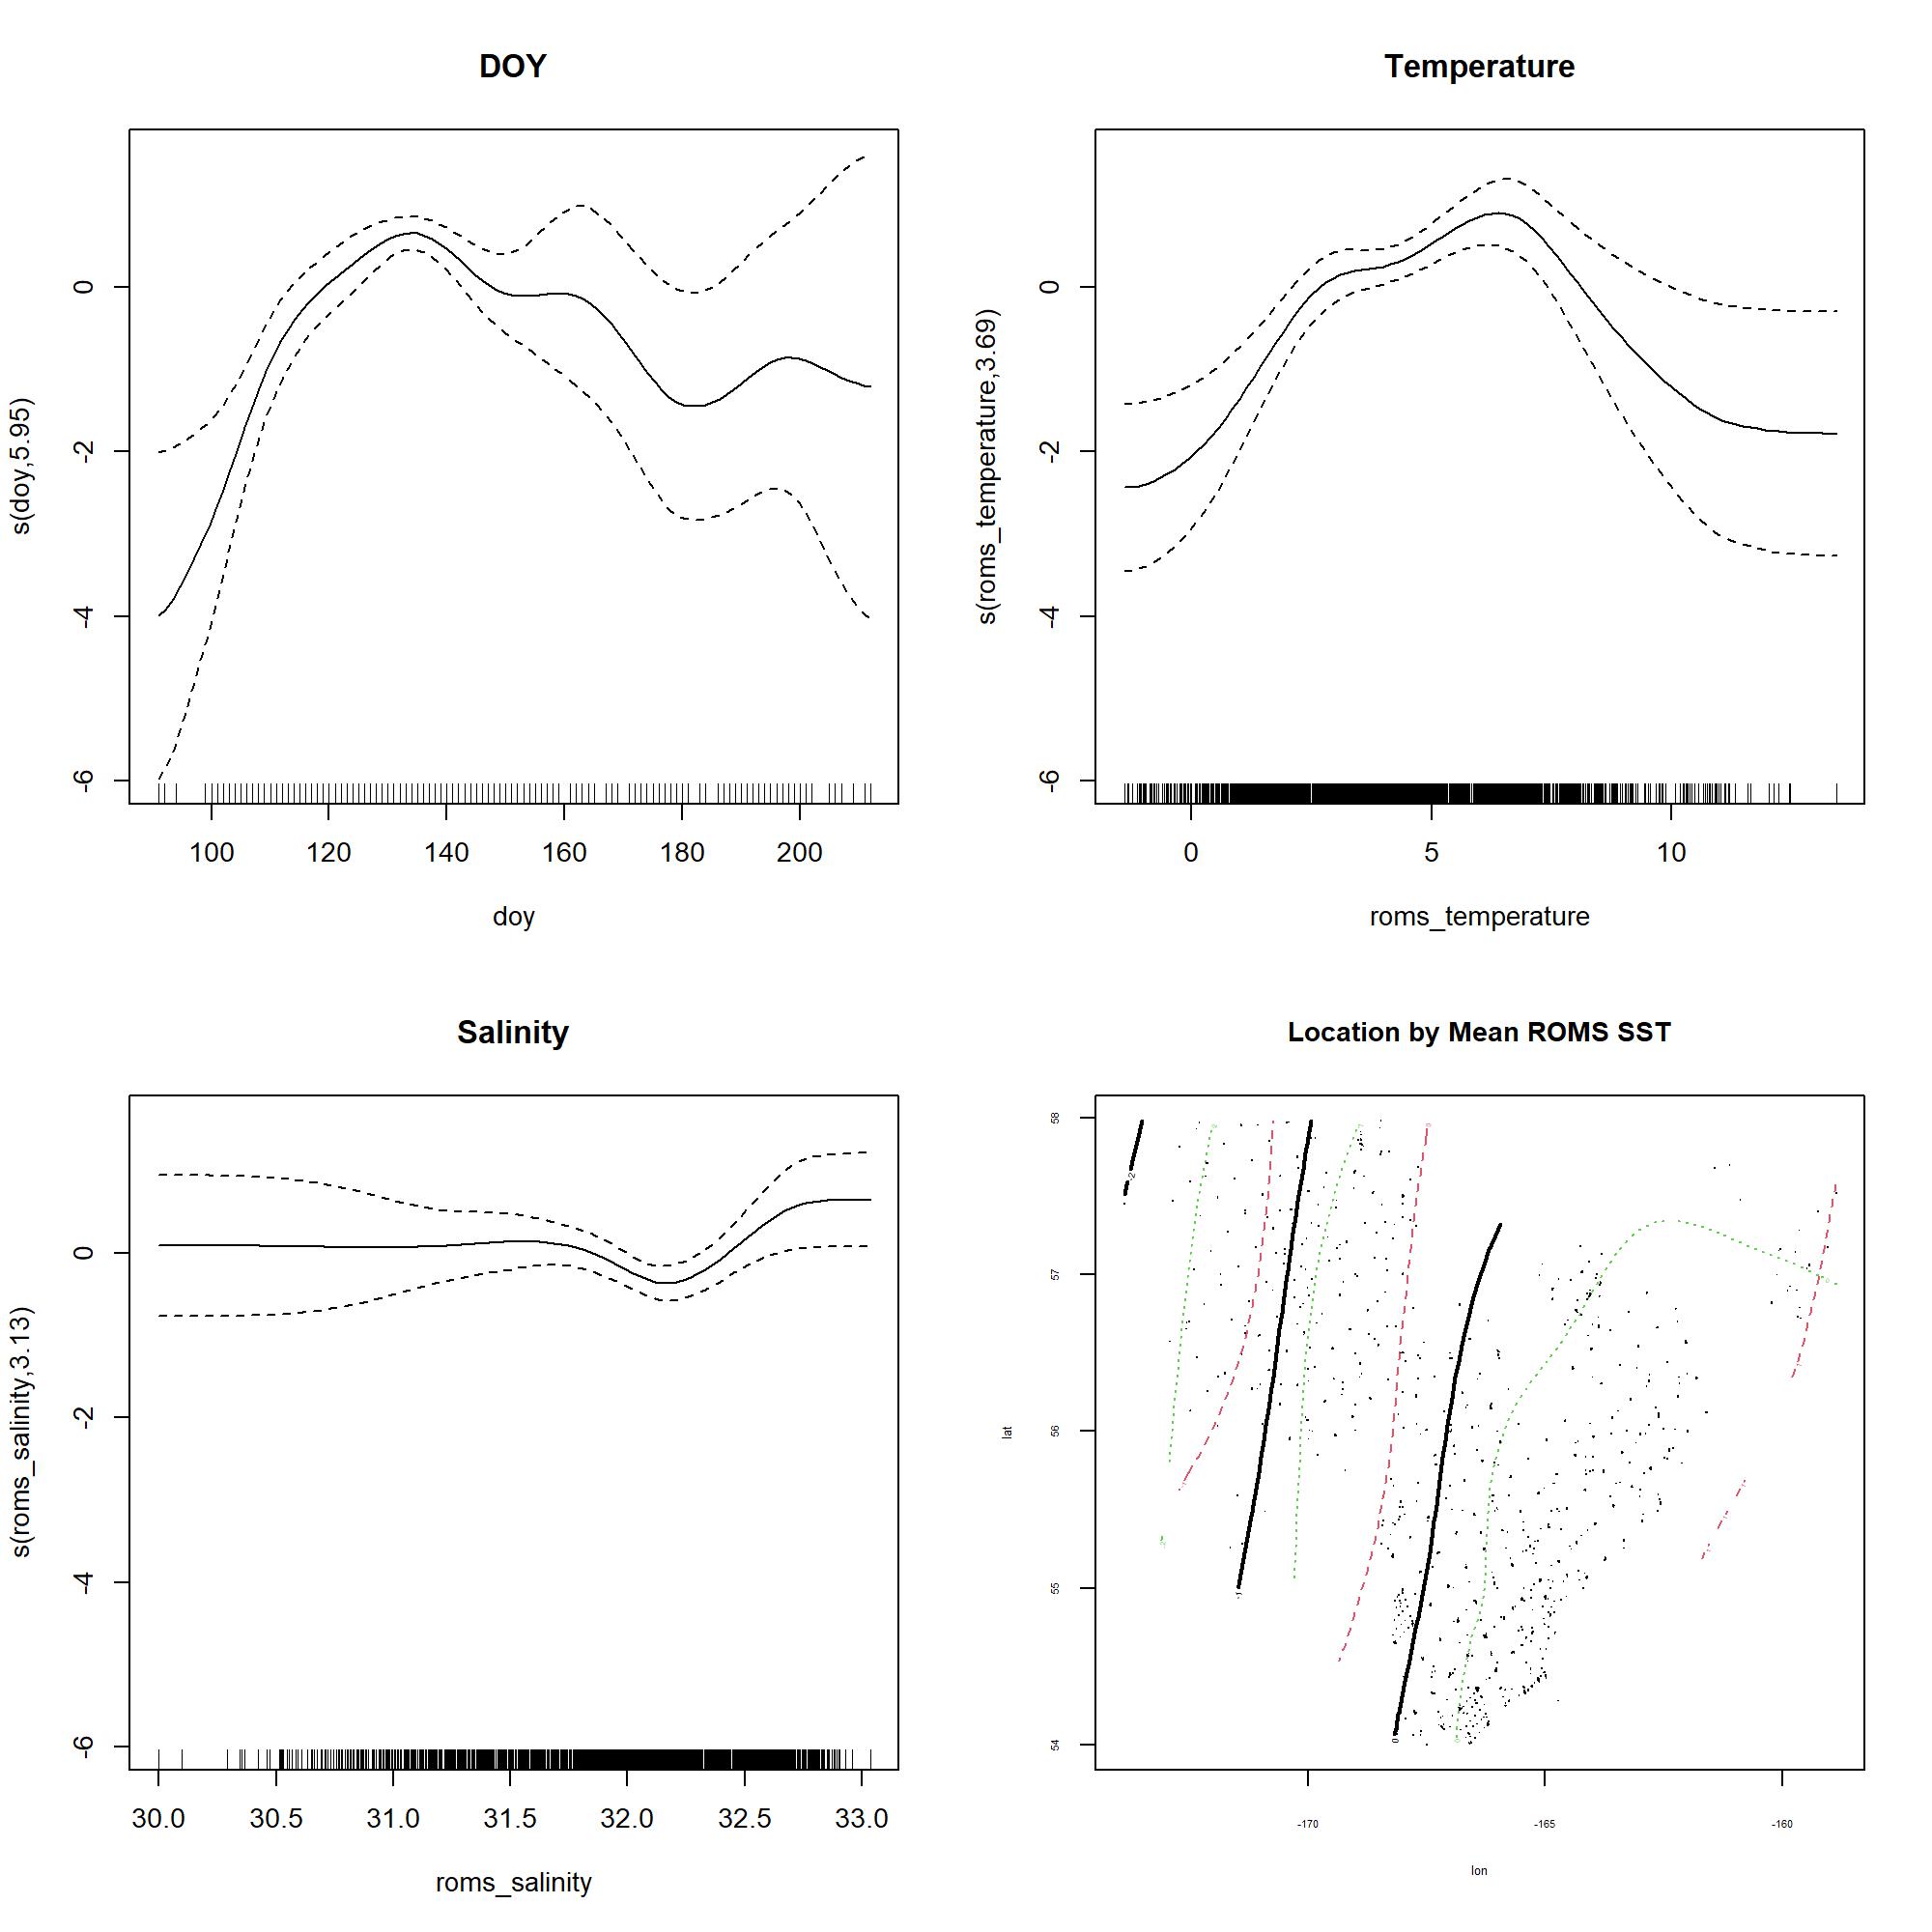 DOY
s(doy,5.95)
0
-2
-4
-6
100 120 140 160 180 200
doy
Temperature
s(roms_temperature,3.69)
0
-2
-4
-6
0 5 10
roms_temperature
Salinity
s(roms_salinity,3.13)
0
-2
-4
-6
30.0 30.5 31.0 31.5 32.0 32.5 33.0
roms_salinity
Location by Mean ROMS SST
lat
58
57
56
55
54
-170 -165 -160
lon